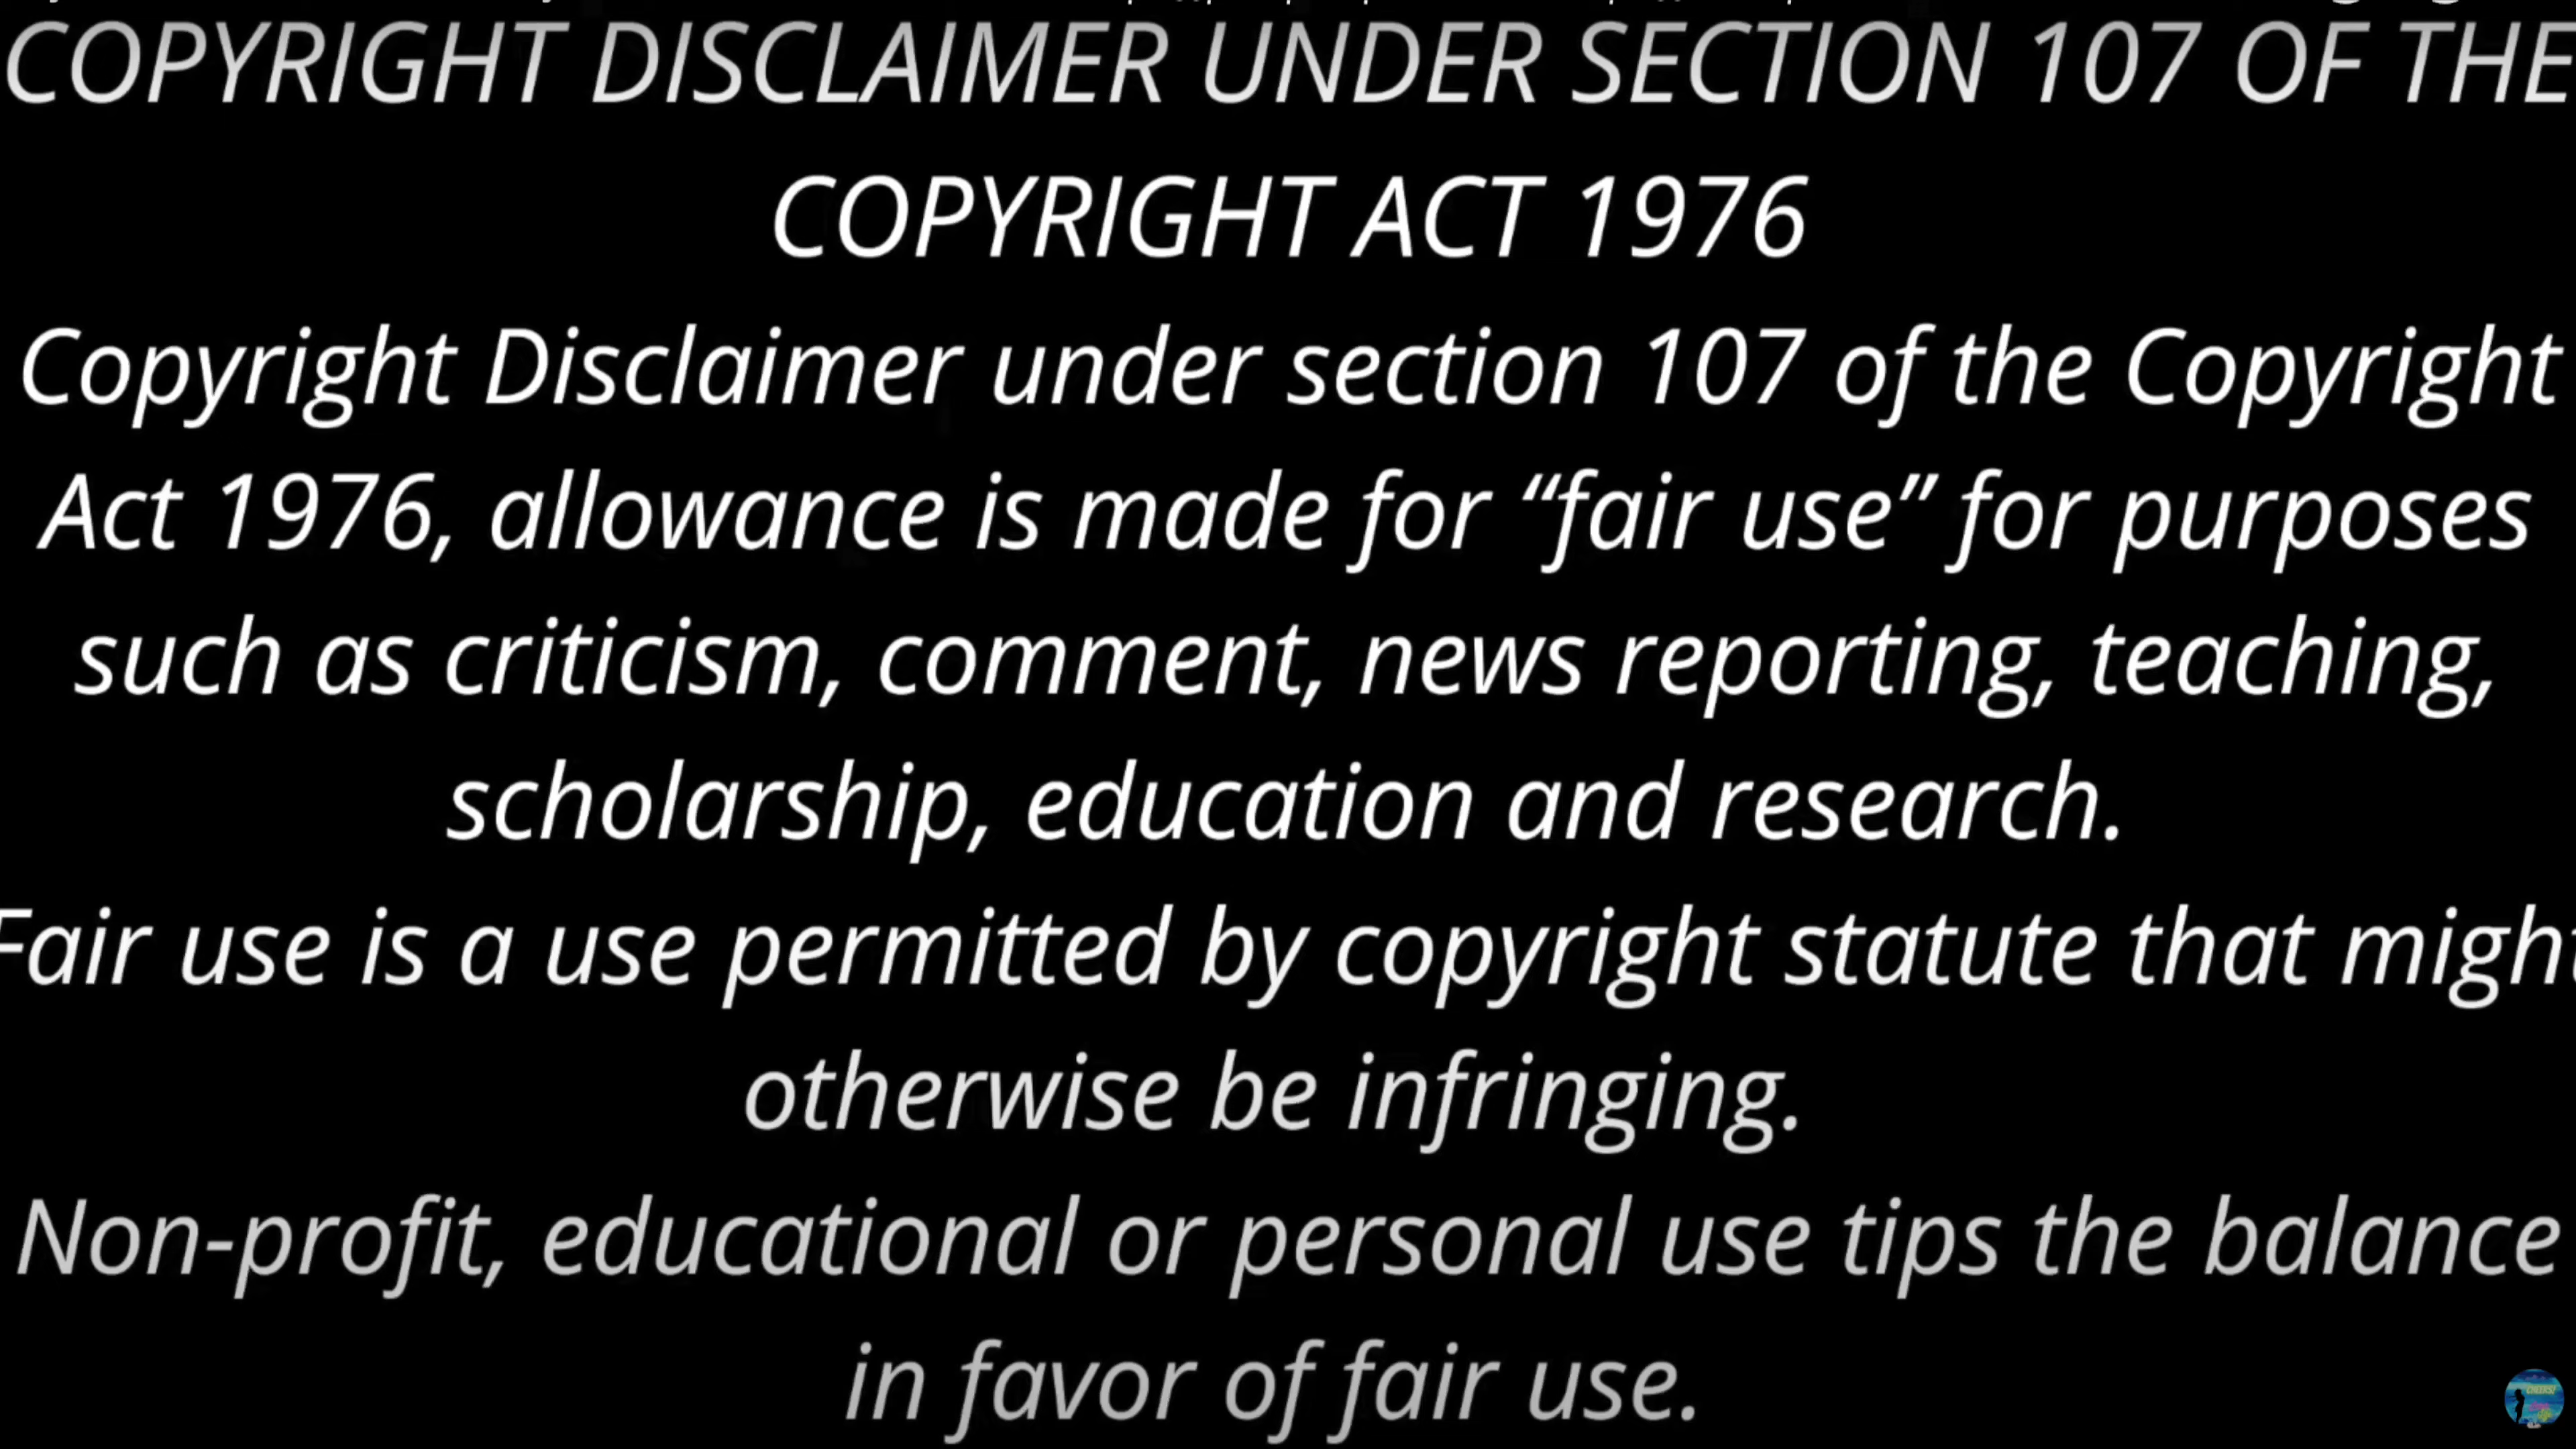 COPYRIGHT DISCLAIMER UNDER SECTION 107 OF THE
COPYRIGHT ACT 1976
Copyright Disclaimer under section 107 of the Copyright
Act 1976, allowance is made for “fair use” for purposes
such as criticism, comment, news reporting, teaching,
scholarship, education and research.
Fair use is a use permitted by copyright statute that might
otherwise be infringing.
Non-profit, educational or personal use tips the balance
in favor of fair use.